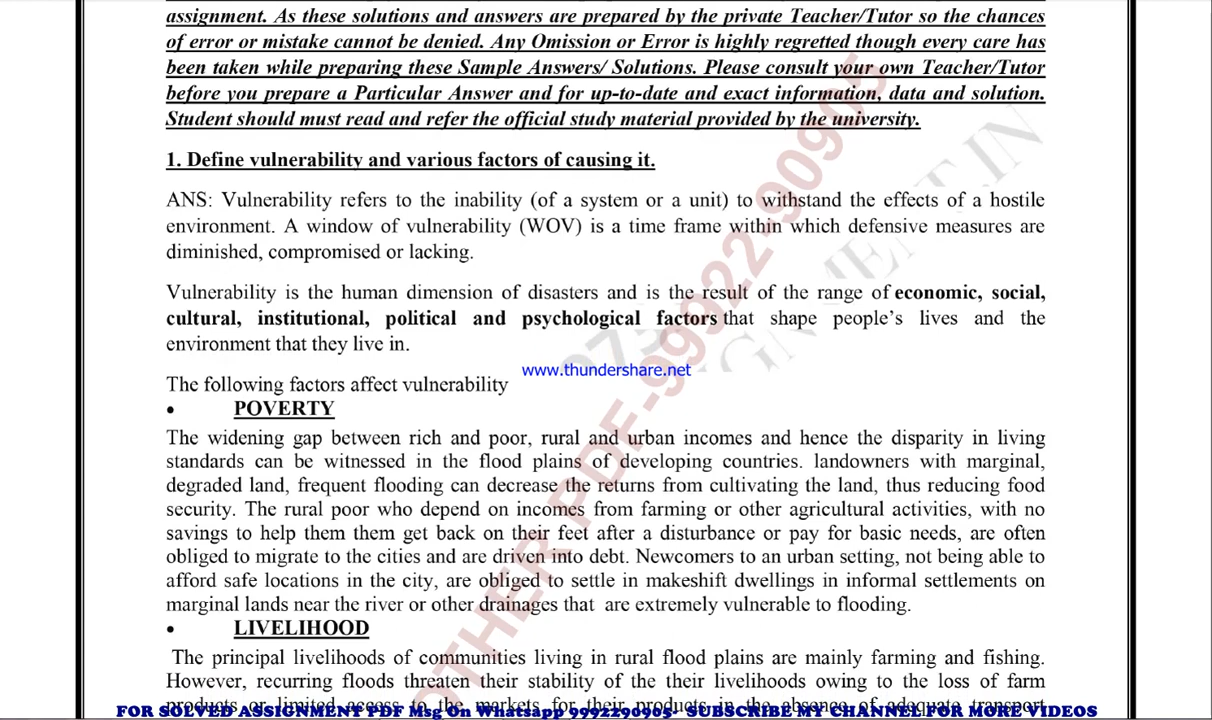 assignment. As these solutions and answers are prepared by the private Teacher/Tutor so the chances
of error or mistake cannot be denied. Any Omission or Error is highly regretted though every care has
been taken while preparing these Sample Answers/ Solutions. Please consult your own Teacher/Tutor
before you prepare a Particular Answer and for up-to-date and exact information, data and solution.
Student should must read and refer the official study material provided by the university.
1. Define vulnerability and various factors of causing it.
ANS: Vulnerability refers to the inability (of a system or a unit) to withstand the effects of a hostile
environment. A window of vulnerability (WOV) is a time frame within which defensive measures are
diminished, compromised or lacking.
Vulnerability is the human dimension of disasters and is the result of the range of economic, social,
cultural, institutional, political and psychological factors that shape people’s lives and the
environment that they live in.
www.thundershare.net
The following factors affect vulnerability
• POVERTY
The widening gap between rich and poor, rural and urban incomes and hence the disparity in living
standards can be witnessed in the flood plains of developing countries. landowners with marginal,
degraded land, frequent flooding can decrease the returns from cultivating the land, thus reducing food
security. The rural poor who depend on incomes from farming or other agricultural activities, with no
savings to help them them get back on their feet after a disturbance or pay for basic needs, are often
obliged to migrate to the cities and are driven into debt. Newcomers to an urban setting, not being able to
afford safe locations in the city, are obliged to settle in makeshift dwellings in informal settlements on
marginal lands near the river or other drainages that are extremely vulnerable to flooding.
• LIVELIHOOD
The principal livelihoods of communities living in rural flood plains are mainly farming and fishing.
However, recurring floods threaten their stability of the their livelihoods owing to the loss of farm
products or limited access to the markets for their products in the absence of adequate transport
FOR SOLVED ASSIGNMENT PDF Msg On Whatsapp 9992290905- SUBSCRIBE MY CHANNEL FOR MORE VIDEOS
OTHER PDF-99922-90905